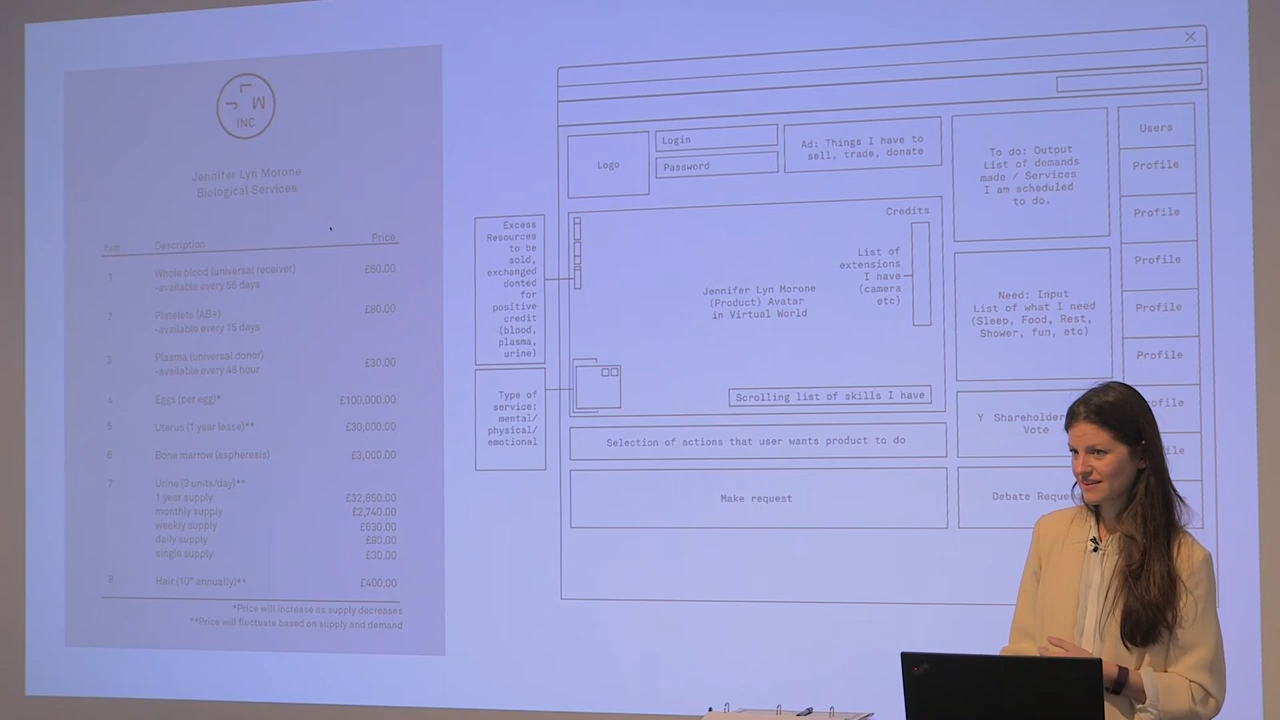 J L M
INC
Jennifer Lyn Morone
Biological Services
Item Description Price
1 Whole blood (universal receiver) £60.00
-available every 56 days
2 Platelets (AB+) £80.00
-available every 15 days
3 Plasma (universal donor) £30.00
-available every 48 hour
4 Eggs (per egg)* £100,000.00
5 Uterus (1 year lease)** £30,000.00
6 Bone marrow (aspheresis) £3,000.00
7 Urine (3 units/day)**
1 year supply £32,850.00
monthly supply £2,740.00
weekly supply £630.00
daily supply £90.00
single supply £30.00
8 Hair (10" annually)** £400.00
*Price will increase as supply decreases
**Price will fluctuate based on supply and demand
Excess
Resources
to be
sold,
exchanged
donted
for
positive
credit
(blood,
plasma,
urine)
Type of
service:
mental/
physical/
emotional
Logo
Login
Password
Ad: Things I have to
sell, trade, donate
Credits
List of
extensions
I have
(camera
etc)
Jennifer Lyn Morone
(Product) Avatar
in Virtual World
Scrolling list of skills I have
Selection of actions that user wants product to do
Make request
To do: Output
List of demands
made / Services
I am scheduled
to do.
Need: Input
List of what I need
(Sleep, Food, Rest,
Shower, fun, etc)
Y Shareholder
Vote
Debate Reque
Users
Profile
Profile
Profile
Profile
Profile
ofile
ile